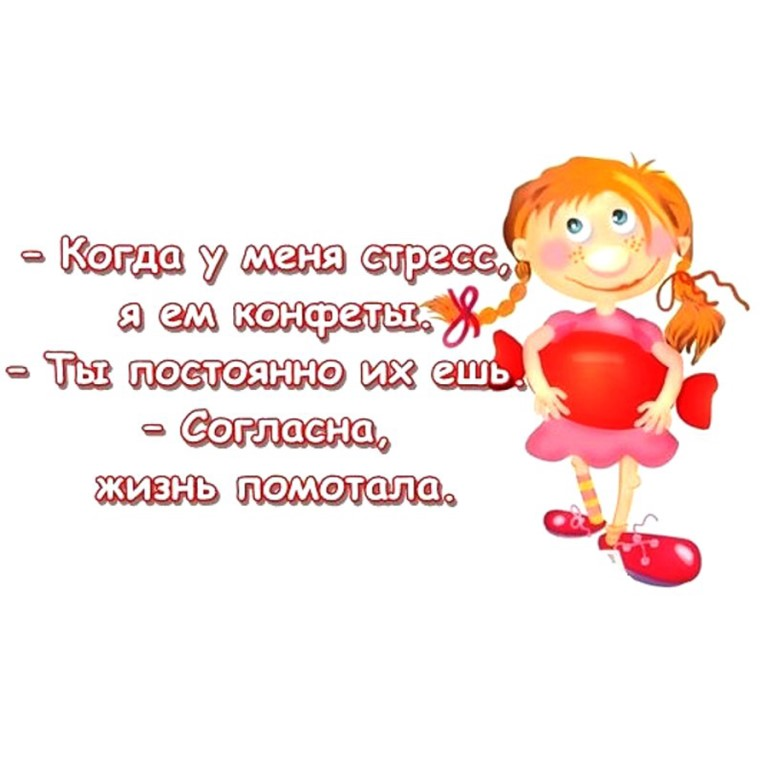 - Когда у меня стресс,
я ем конфеты.
- Ты постоянно их ешь.
- Согласна,
жизнь помотала.